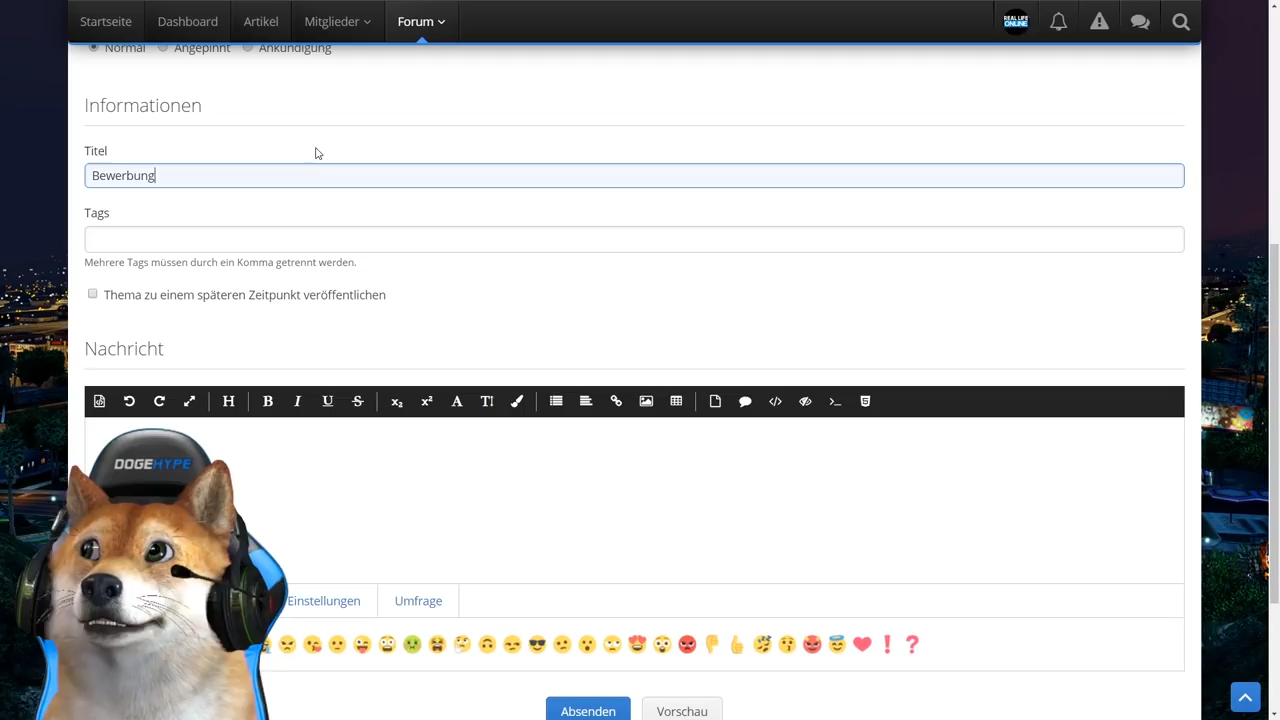 Startseite Dashboard Artikel Mitglieder Forum REAL LIFE ONLINE
Normal Angepinnt Ankündigung
Informationen
Titel
Bewerbung
Tags
Mehrere Tags müssen durch ein Komma getrennt werden.
Thema zu einem späteren Zeitpunkt veröffentlichen
Nachricht
DOGEHYPE
Einstellungen Umfrage
Absenden Vorschau